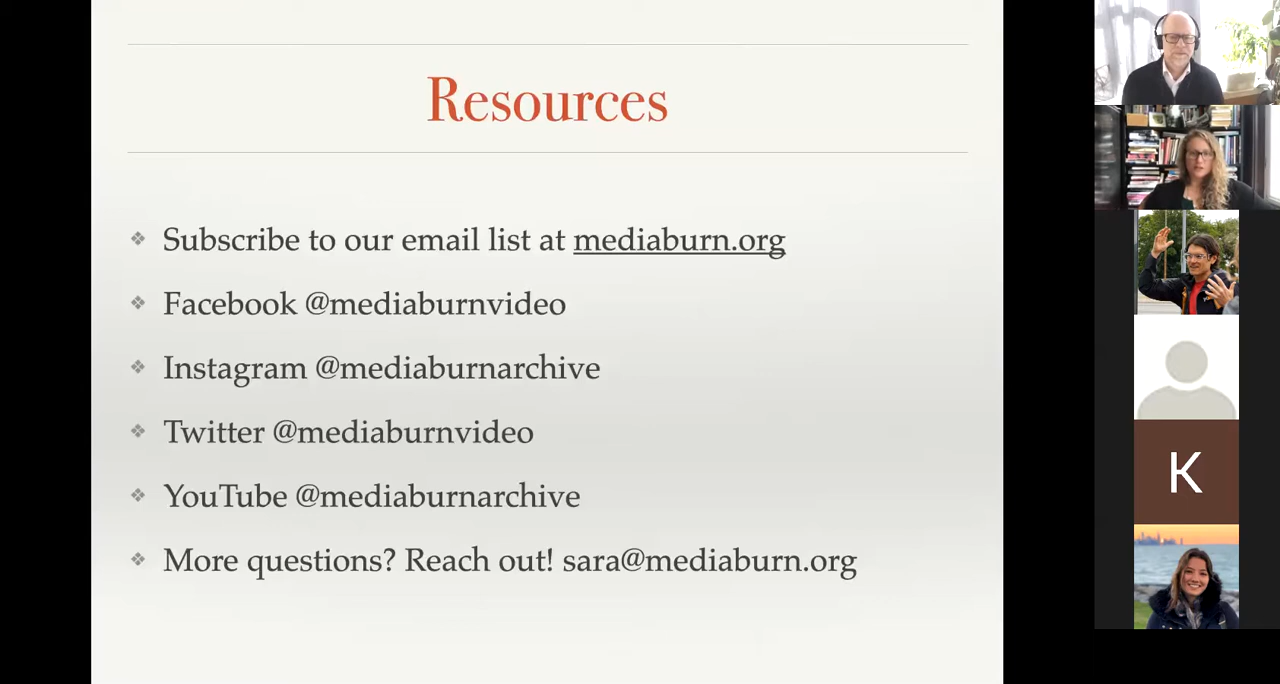 Resources
Subscribe to our email list at mediaburn.org
Facebook @mediaburnvideo
Instagram @mediaburnarchive
Twitter @mediaburnvideo
YouTube @mediaburnarchive
More questions? Reach out! sara@mediaburn.org
K